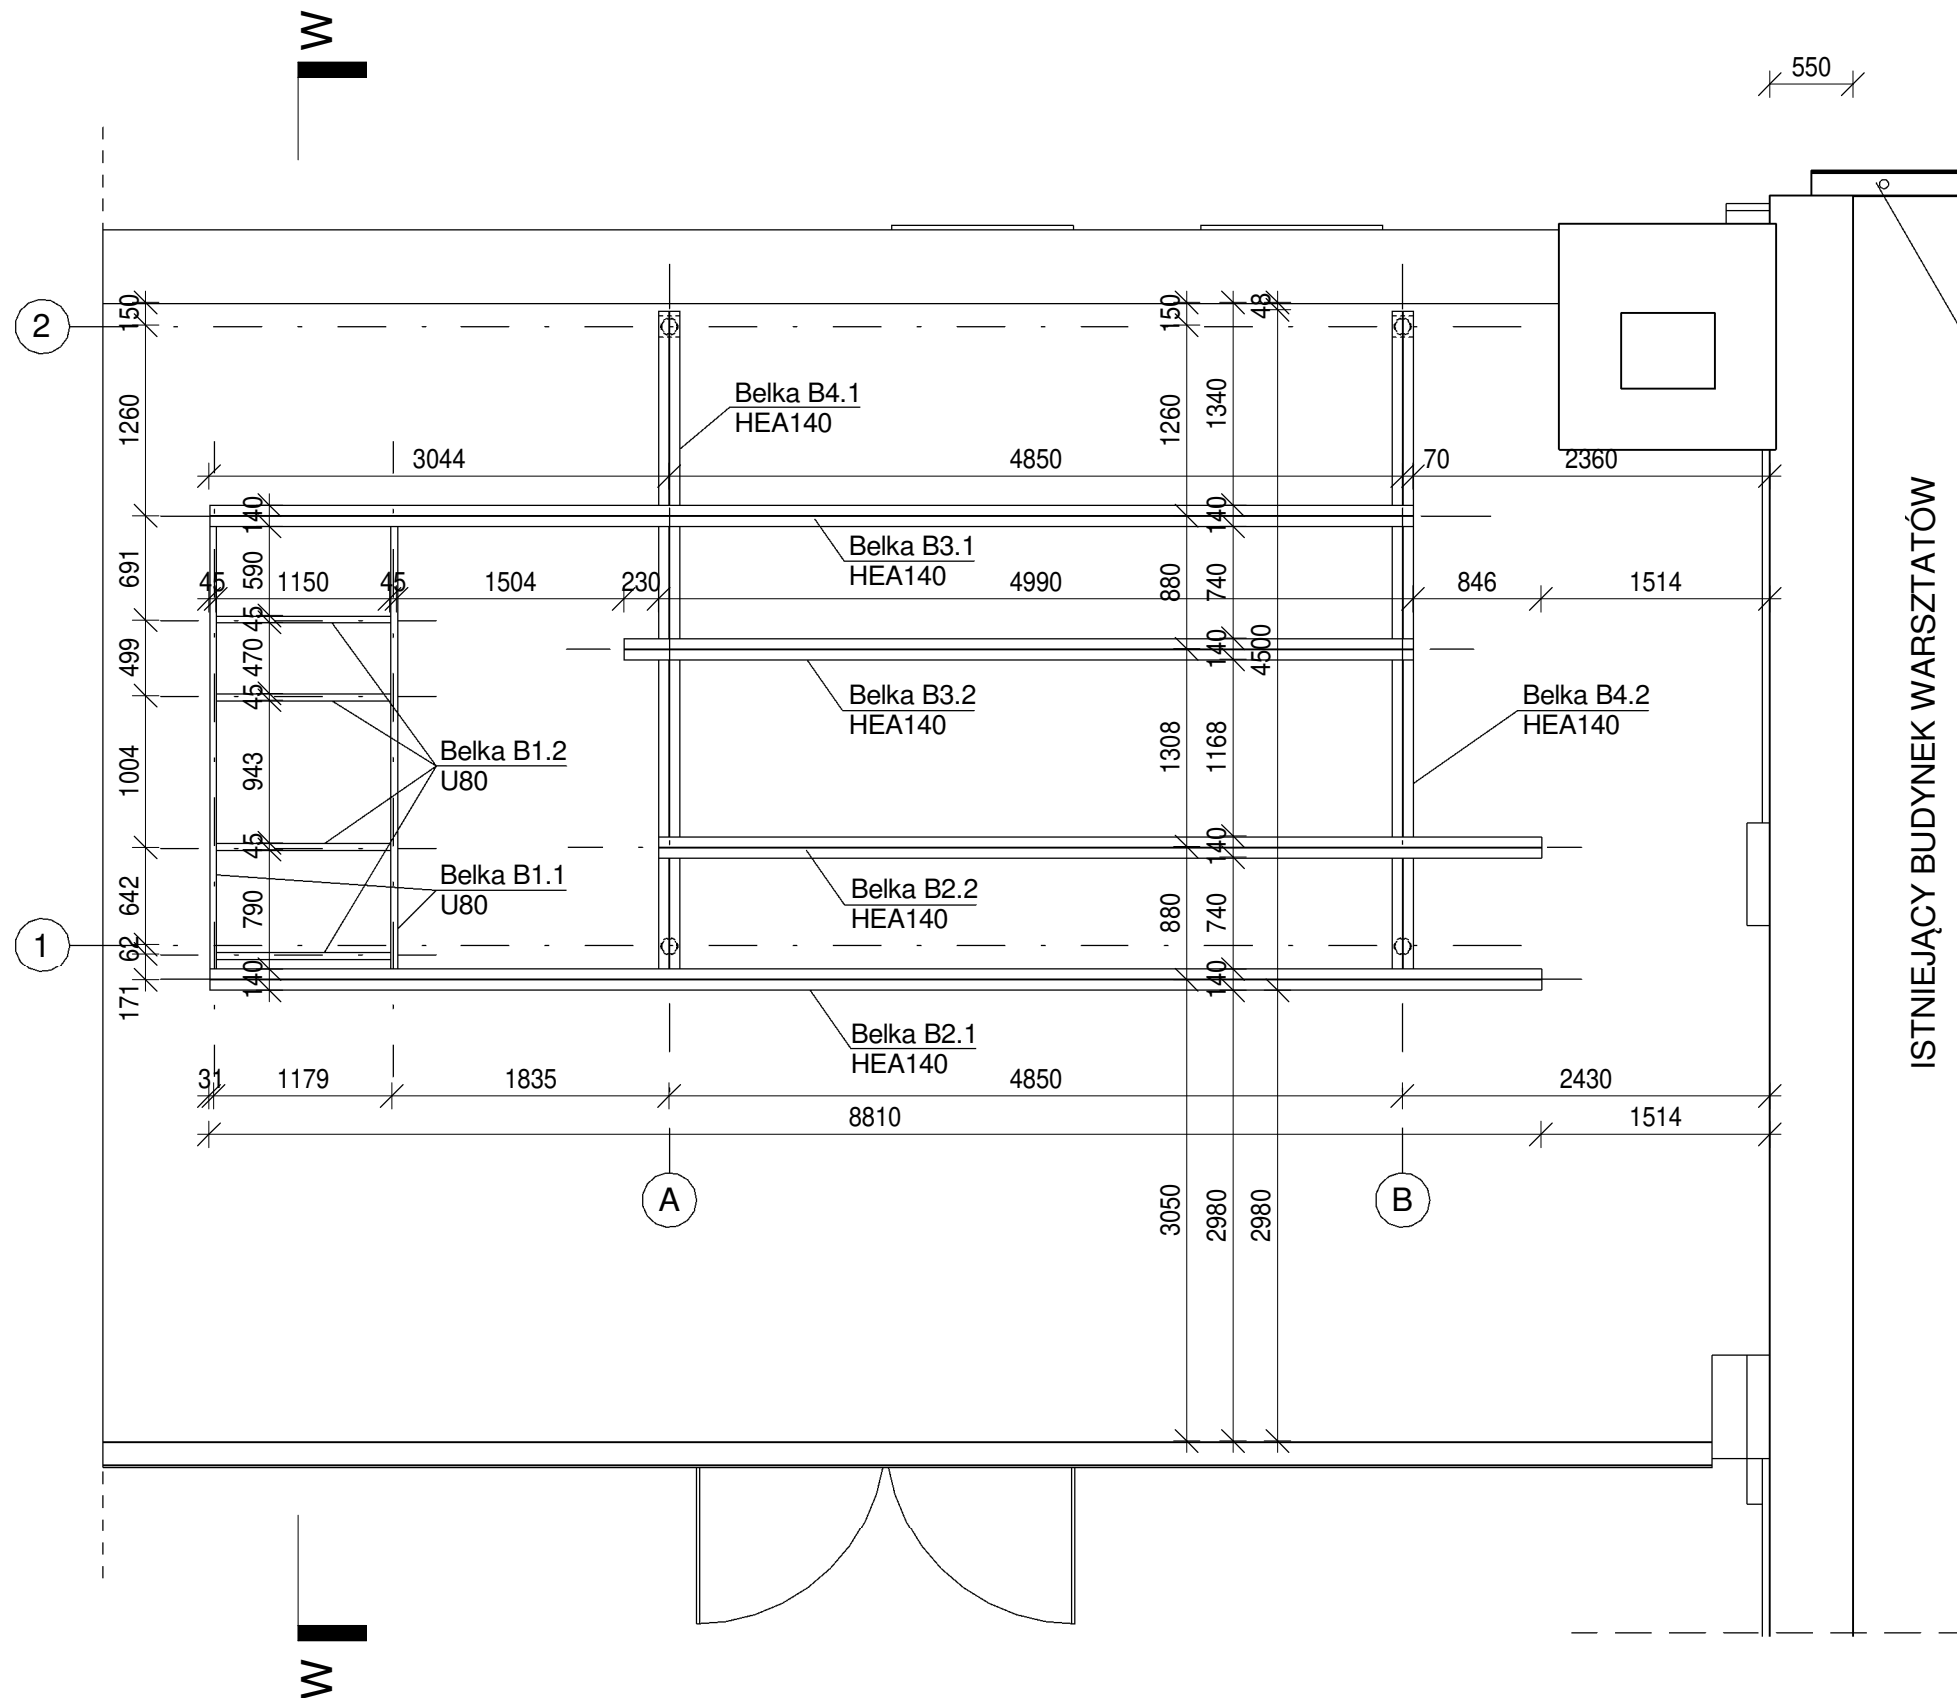 W
550
2
150
1260
691
499
1004
642
62
171
1
3044
4850
70
2360
Belka B4.1
HEA140
150
1260
880
1308
880
3050
1340
140
740
140
1168
140
740
140
2980
48
4500
2980
140
590
45
470
45
943
45
790
140
45
1150
45
1504
230
4990
846
1514
Belka B3.1
HEA140
Belka B3.2
HEA140
Belka B4.2
HEA140
Belka B1.2
U80
Belka B1.1
U80
Belka B2.2
HEA140
Belka B2.1
HEA140
31
1179
1835
4850
2430
8810
1514
A
B
ISTNIEJĄCY BUDYNEK WARSZTATÓW
W